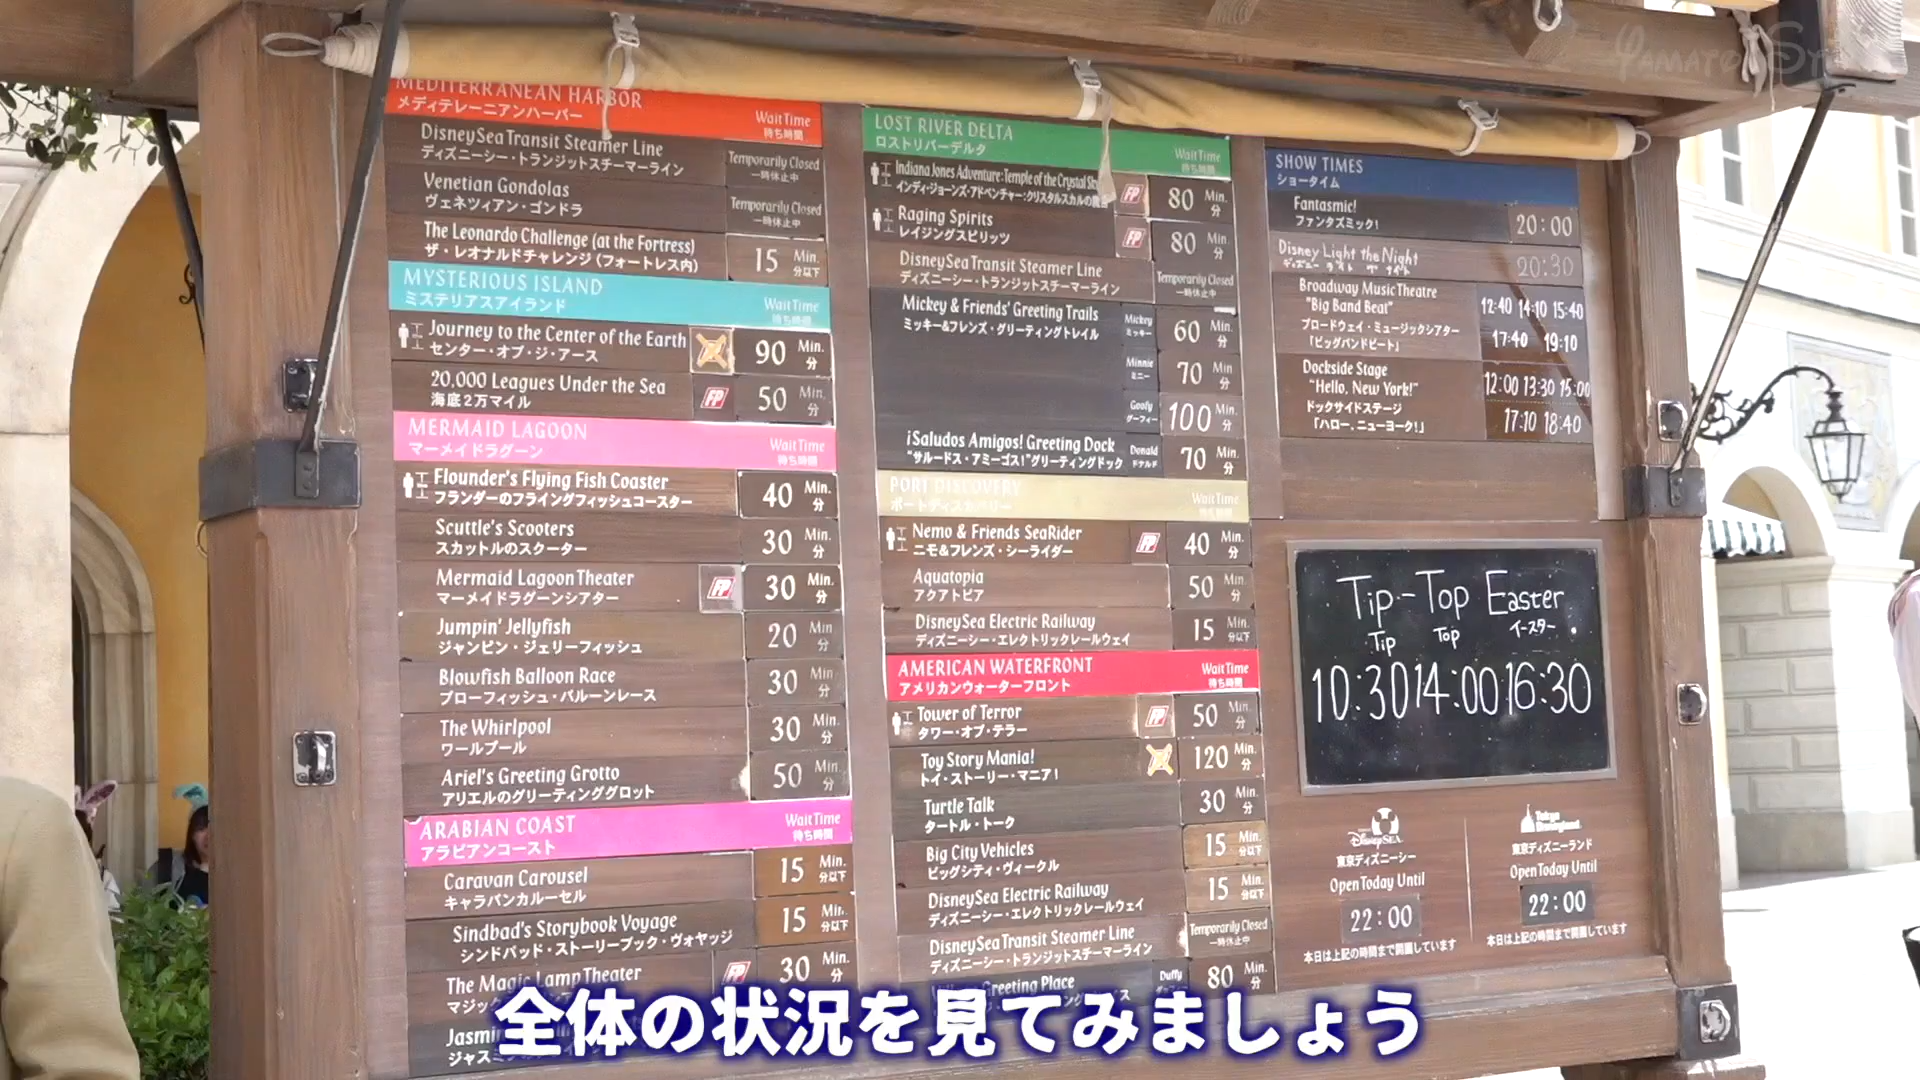 MEDITERRANEAN HARBOR
メディテレーニアンハーバー
Wait Time
待ち時間
DisneySea Transit Steamer Line
ディズニーシー・トランジットスチーマーライン
Temporarily Closed
一時休止中
Venetian Gondolas
ヴェネツィアン・ゴンドラ
Temporarily Closed
一時休止中
The Leonardo Challenge (at the Fortress)
ザ・レオナルドチャレンジ(フォートレス内)
15 Min.
分以下
MYSTERIOUS ISLAND
ミステリアスアイランド
Wait Time
待ち時間
Journey to the Center of the Earth
センター・オブ・ジ・アース
90 Min.
分
20,000 Leagues Under the Sea
海底2万マイル
FP
50 Min.
分
MERMAID LAGOON
マーメイドラグーン
Wait Time
待ち時間
Flounder's Flying Fish Coaster
フランダーのフライングフィッシュコースター
40 Min.
分
Scuttle's Scooters
スカットルのスクーター
30 Min.
分
Mermaid Lagoon Theater
マーメイドラグーンシアター
FP
30 Min.
分
Jumpin' Jellyfish
ジャンピン・ジェリーフィッシュ
20 Min
分
Blowfish Balloon Race
ブローフィッシュ・バルーンレース
30 Min.
分
The Whirlpool
ワールプール
30 Min.
分
Ariel's Greeting Grotto
アリエルのグリーティンググロット
50 Min.
分
ARABIAN COAST
アラビアンコースト
Wait Time
待ち時間
Caravan Carousel
キャラバンカルーセル
15 Min.
分以下
Sindbad's Storybook Voyage
シンドバッド・ストーリーブック・ヴォヤッジ
15 Min.
分以下
The Magic Lamp Theater
マジック
FP
30 Min.
分
Jasmi
ジャス
LOST RIVER DELTA
ロストリバーデルタ
Wait Time
待ち時間
Indiana Jones Adventure: Temple of the Crystal Sk
インディ・ジョーンズ・アドベンチャー:クリスタルスカルの
FP
80 Min.
分
Raging Spirits
レイジングスピリッツ
FP
80 Min.
分
DisneySea Transit Steamer Line
ディズニーシー・トランジットスチーマーライン
Temporarily Closed
一時休止中
Mickey & Friends' Greeting Trails
ミッキー&フレンズ・グリーティングトレイル
Mickey
ミッキー
60 Min.
分
Minnie
ミニー
70 Min
分
Goofy
グーフィー
100 Min.
分
¡Saludos Amigos! Greeting Dock
"サルードス・アミーゴス!"グリーティングドック
Donald
ドナルド
70 Min.
分
PORT DISCOVERY
ポートディスカバリー
Wait Time
待ち時間
Nemo & Friends SeaRider
ニモ&フレンズ・シーライダー
FP
40 Min.
分
Aquatopia
アクアトピア
50 Min.
分
DisneySea Electric Railway
ディズニーシー・エレクトリックレールウェイ
15 Min.
分以下
AMERICAN WATERFRONT
アメリカンウォーターフロント
Wait Time
待ち時間
Tower of Terror
タワー・オブ・テラー
FP
50 Min.
分
Toy Story Mania!
トイ・ストーリー・マニア!
120 Min.
分
Turtle Talk
タートル・トーク
30 Min.
分
Big City Vehicles
ビッグシティ・ヴィークル
15 Min.
分以下
DisneySea Electric Railway
ディズニーシー・エレクトリックレールウェイ
15 Min.
分以下
DisneySea Transit Steamer Line
ディズニーシー・トランジットスチーマーライン
Temporarily Closed
一時休止中
Greeting Place
Duffy
80 Min.
分
SHOW TIMES
ショータイム
Fantasmic!
ファンタズミック!
20:00
Disney Light the Night
ディズニー ライト ザ ナイト
20:30
Broadway Music Theatre
"Big Band Beat"
ブロードウェイ・ミュージックシアター
「ビッグバンドビート」
12:40 14:10 15:40
17:40 19:10
Dockside Stage
"Hello, New York!"
ドックサイドステージ
「ハロー、ニューヨーク!」
12:00 13:30 15:00
17:10 18:40
Tip-Top Easter
Tip Top イースター
10:30 14:00 16:30
DisneySEA
東京ディズニーシー
Open Today Until
22:00
本日は上記の時間まで開園しています
Tokyo Disneyland
東京ディズニーランド
Open Today Until
22:00
本日は上記の時間まで開園しています
全体の状況を見てみましょう